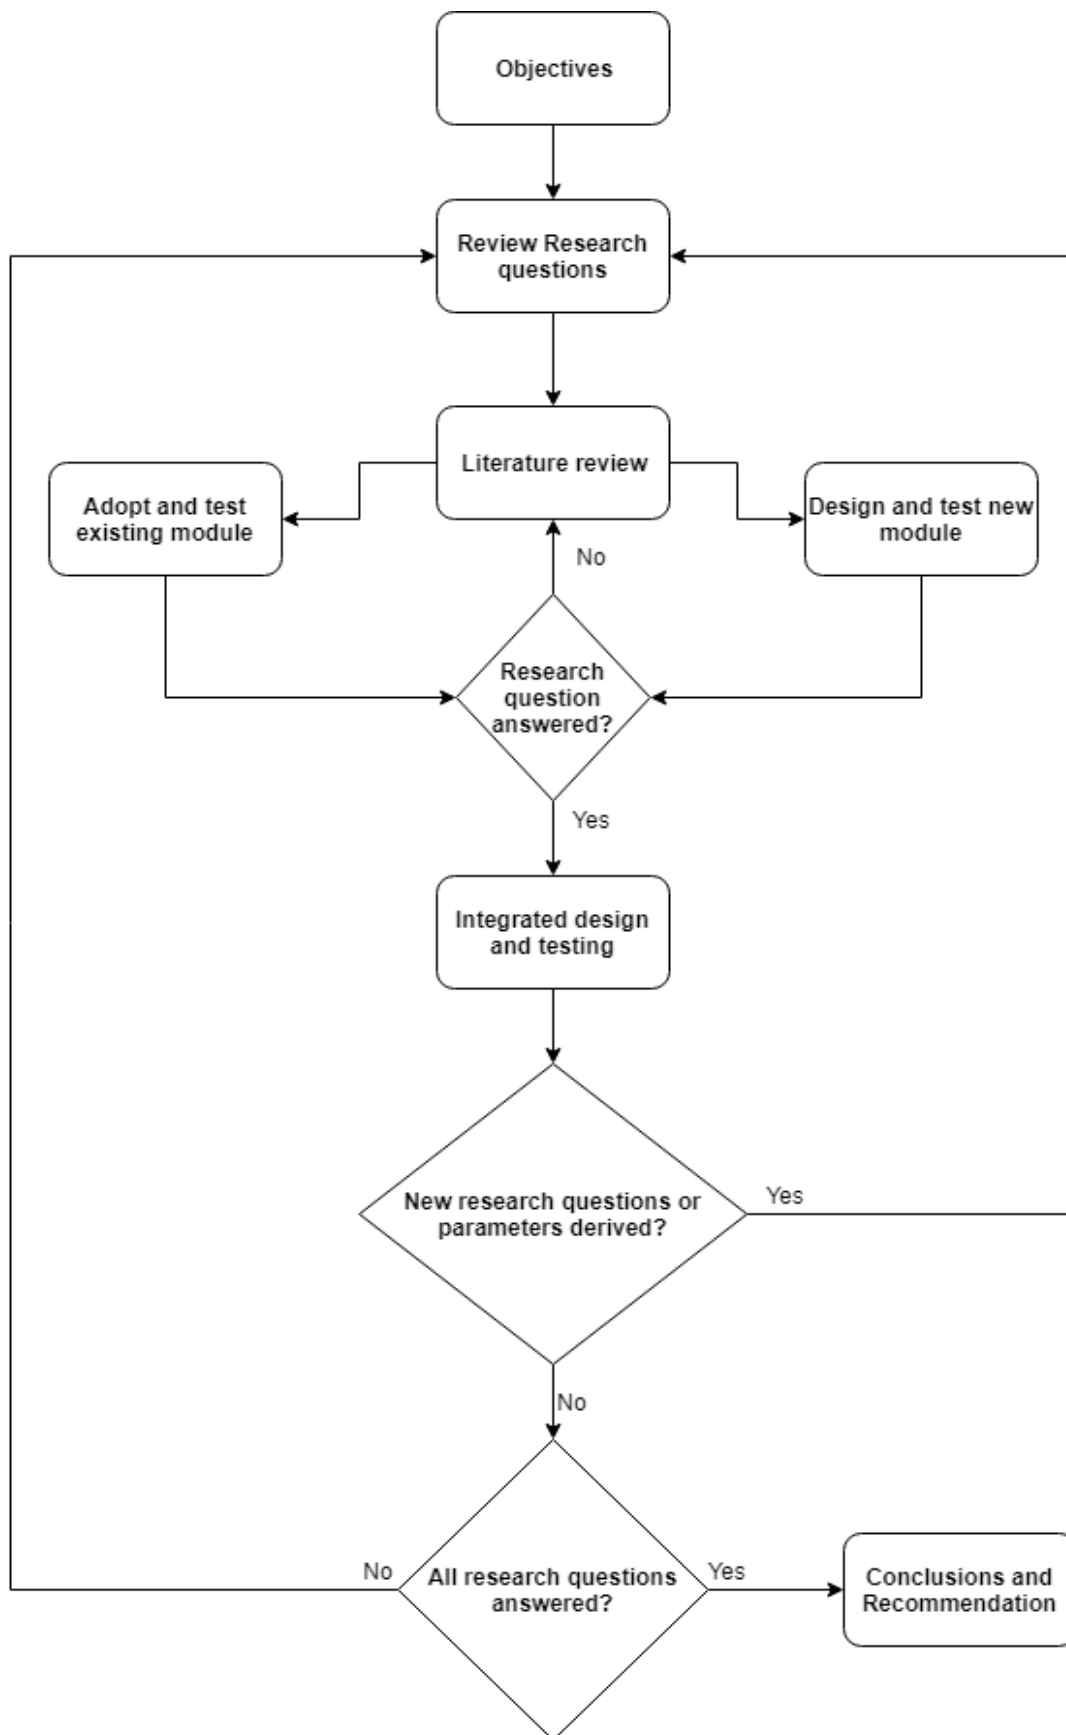 Objectives
Review Research
questions
Literature review
Adopt and test
existing module
Design and test new
module
No
Research
question
answered?
Yes
Integrated design
and testing
New research questions or
parameters derived?
Yes
No
No
All research questions
answered?
Yes
Conclusions and
Recommendation